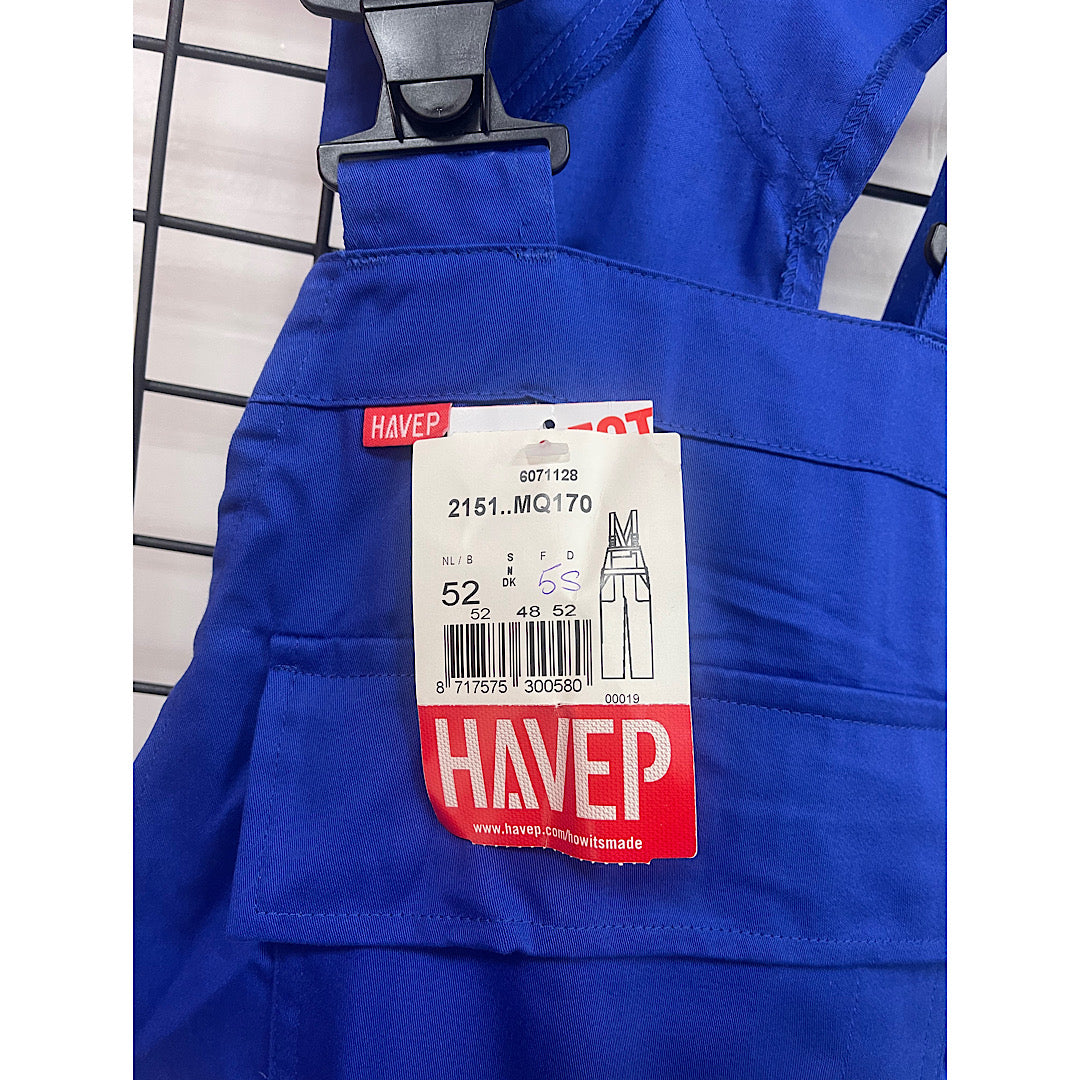 HAVEP
6071128
2151..MQ170
NL / B S F D
N
DK
52 5S
52 48 52
8 717575 300580
00019
HAVEP
www.havep.com/howitsmade